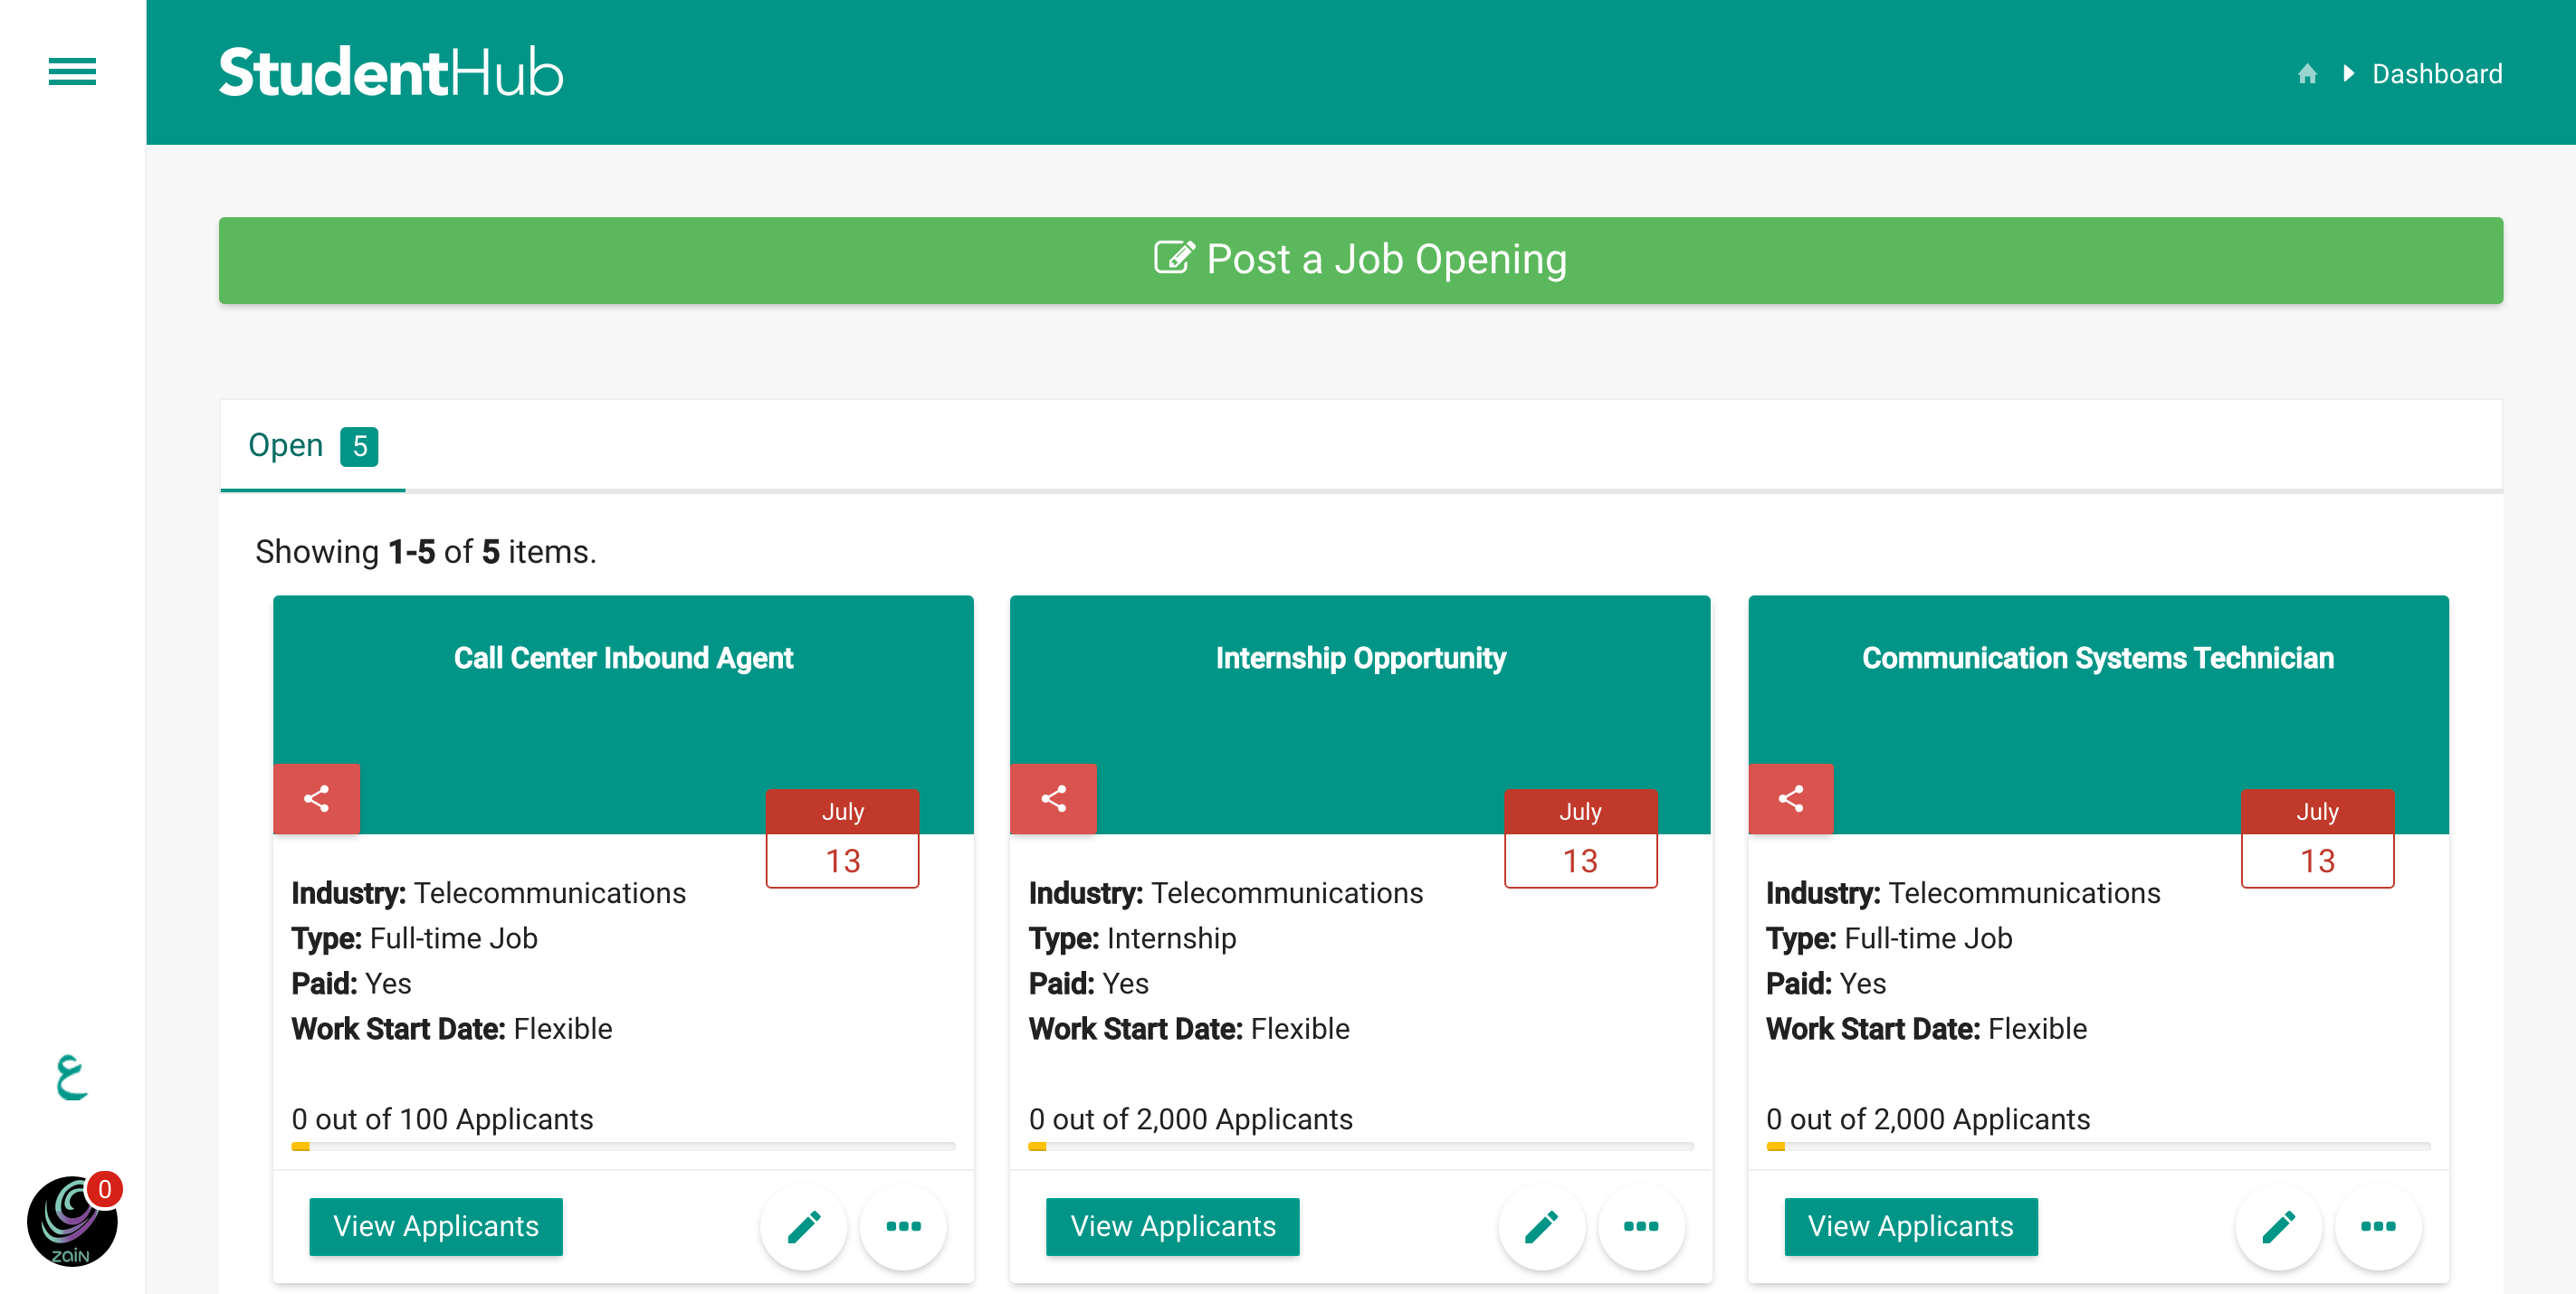 StudentHub
Dashboard
Post a Job Opening
Open 5
Showing 1-5 of 5 items.
Call Center Inbound Agent
July
13
Industry: Telecommunications
Type: Full-time Job
Paid: Yes
Work Start Date: Flexible
0 out of 100 Applicants
View Applicants
Internship Opportunity
July
13
Industry: Telecommunications
Type: Internship
Paid: Yes
Work Start Date: Flexible
0 out of 2,000 Applicants
View Applicants
Communication Systems Technician
July
13
Industry: Telecommunications
Type: Full-time Job
Paid: Yes
Work Start Date: Flexible
0 out of 2,000 Applicants
View Applicants
ع
0
zain